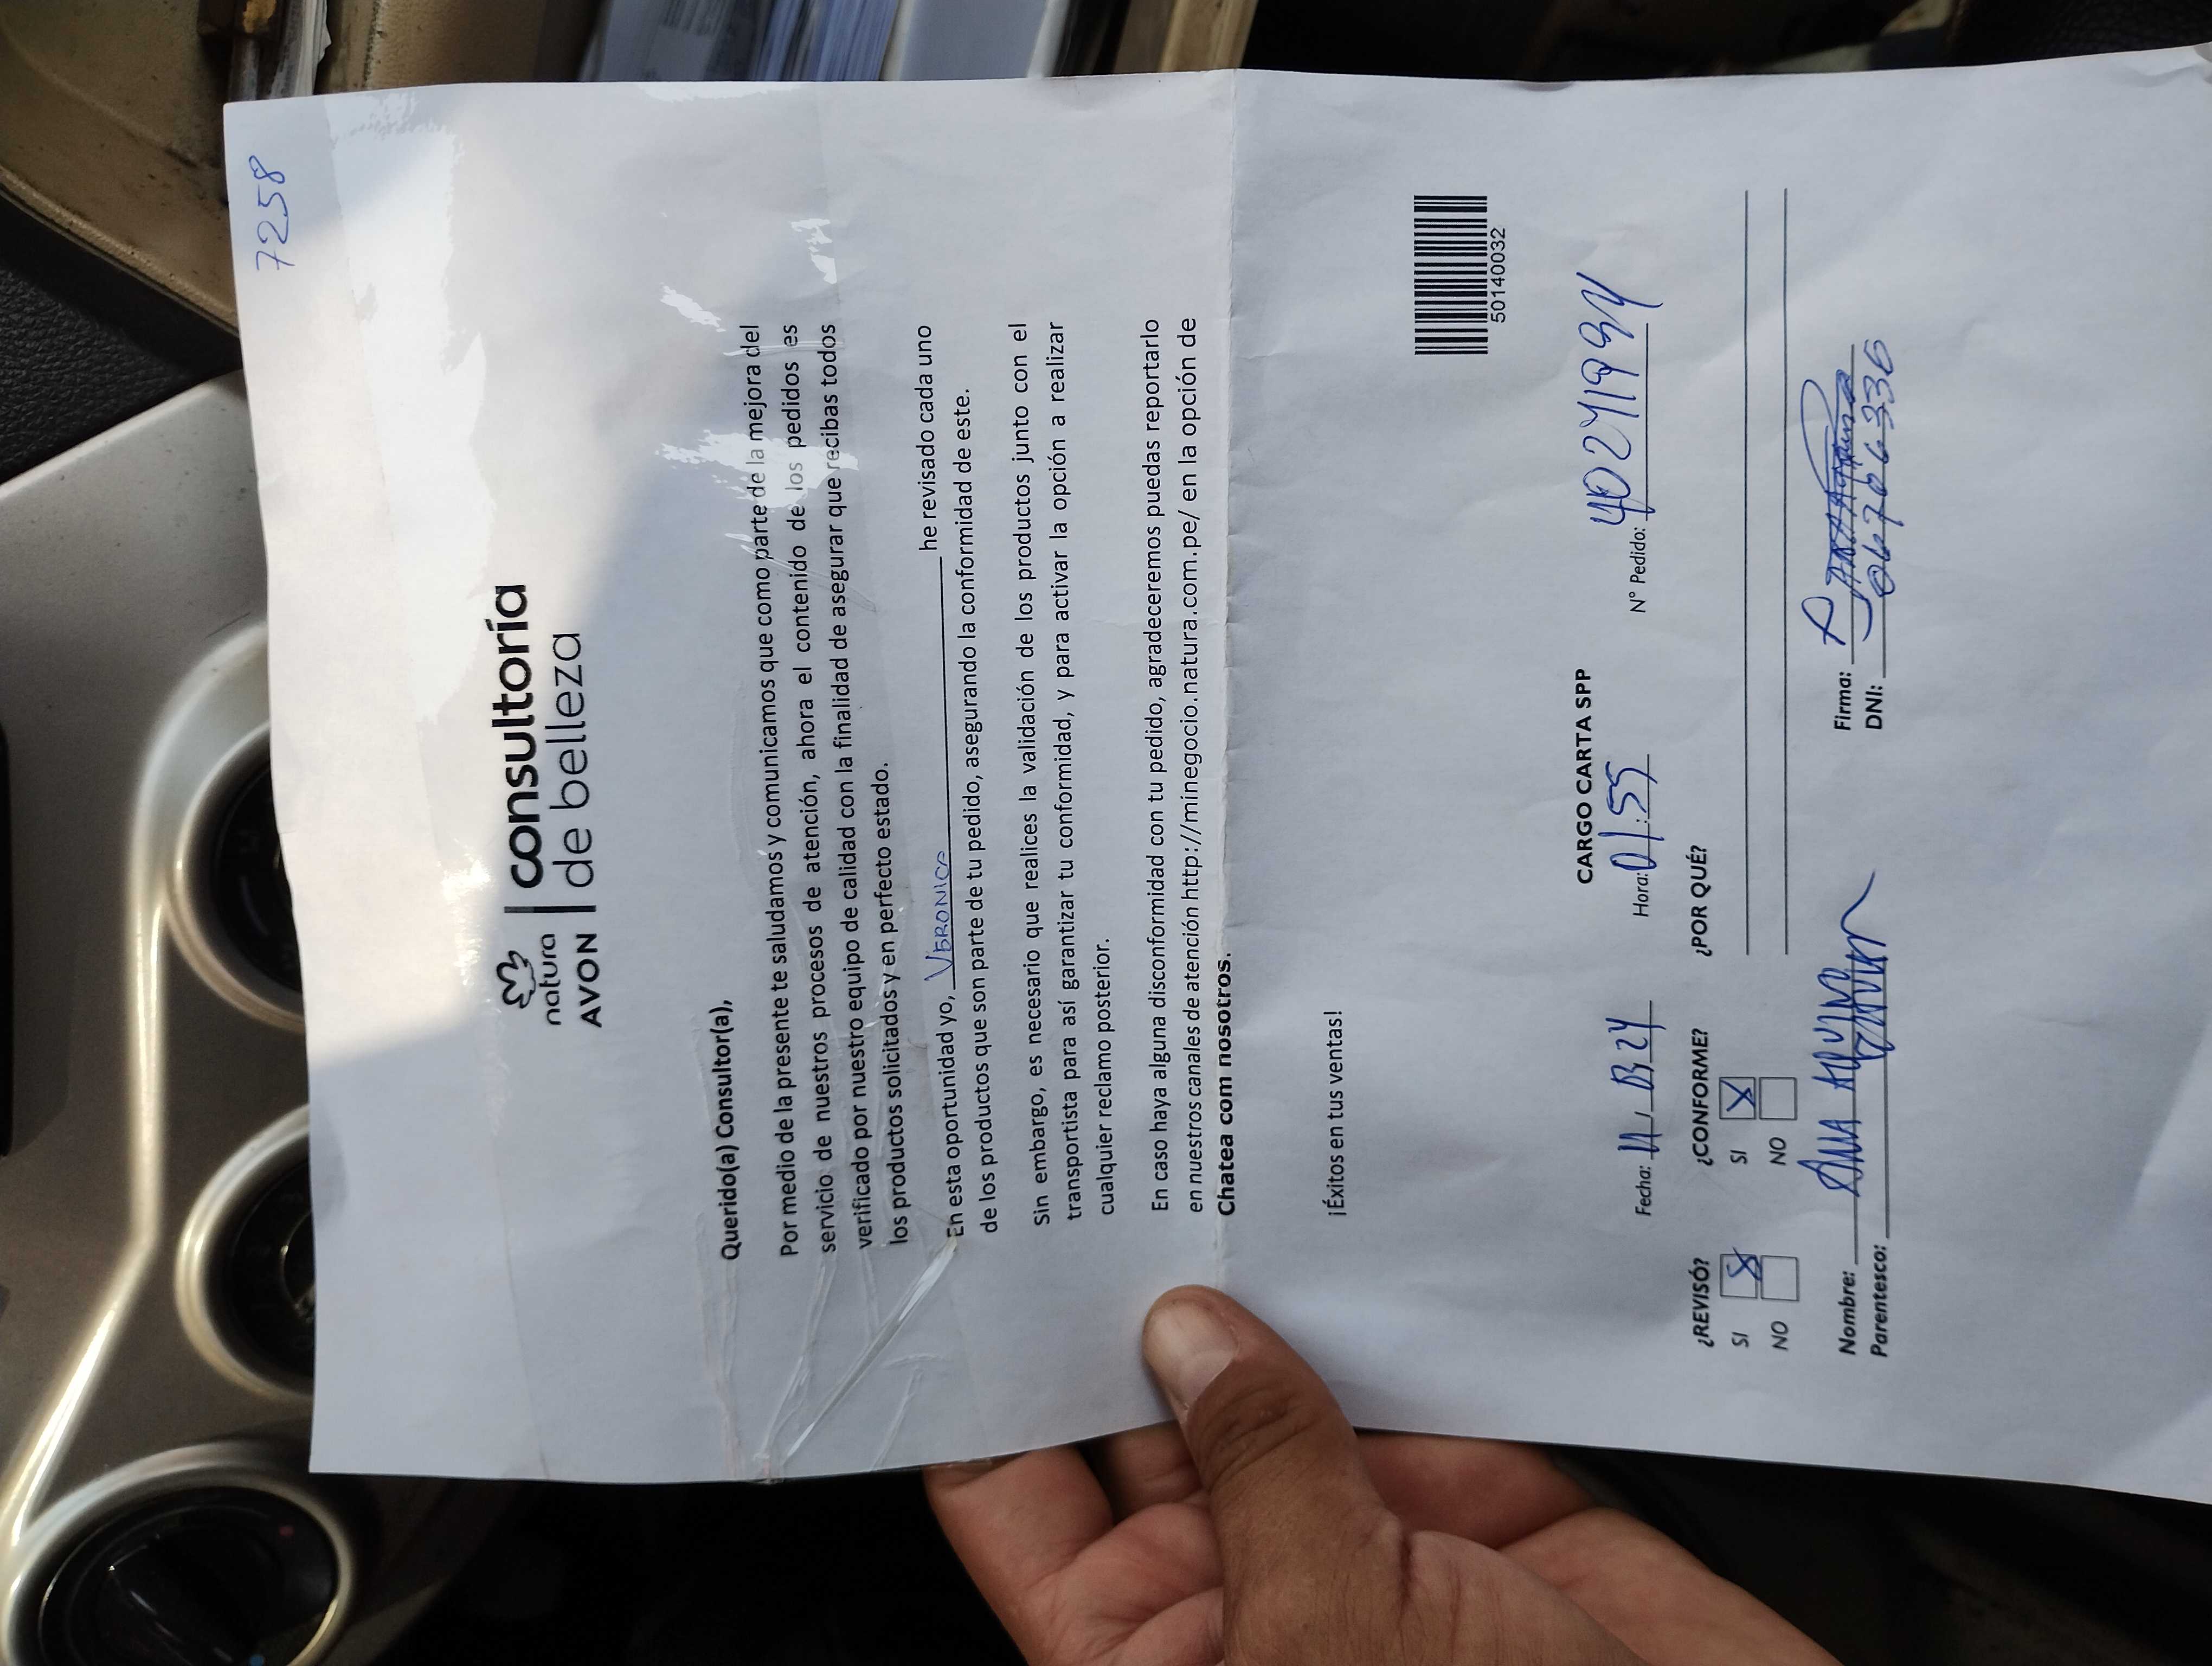 7258
natura
AVON
consultoría
de belleza
Querido(a) Consultor(a),
Por medio de la presente te saludamos y comunicamos que como parte de la mejora del
servicio de nuestros procesos de atención, ahora el contenido de los pedidos es
verificado por nuestro equipo de calidad con la finalidad de asegurar que recibas todos
los productos solicitados y en perfecto estado.
En esta oportunidad yo, VERONICA he revisado cada uno
de los productos que son parte de tu pedido, asegurando la conformidad de este.
Sin embargo, es necesario que realices la validación de los productos junto con el
transportista para así garantizar tu conformidad, y para activar la opción a realizar
cualquier reclamo posterior.
En caso haya alguna disconformidad con tu pedido, agradeceremos puedas reportarlo
en nuestros canales de atención http://minegocio.natura.com.pe/ en la opción de
Chatea com nosotros.
¡Éxitos en tus ventas!
50140032
CARGO CARTA SPP
Fecha: Hora: N° Pedido:
¿REVISÓ? ¿CONFORME? ¿POR QUÉ?
SI X SI X
NO NO
Nombre: Firma:
Parentesco: DNI: 06706336